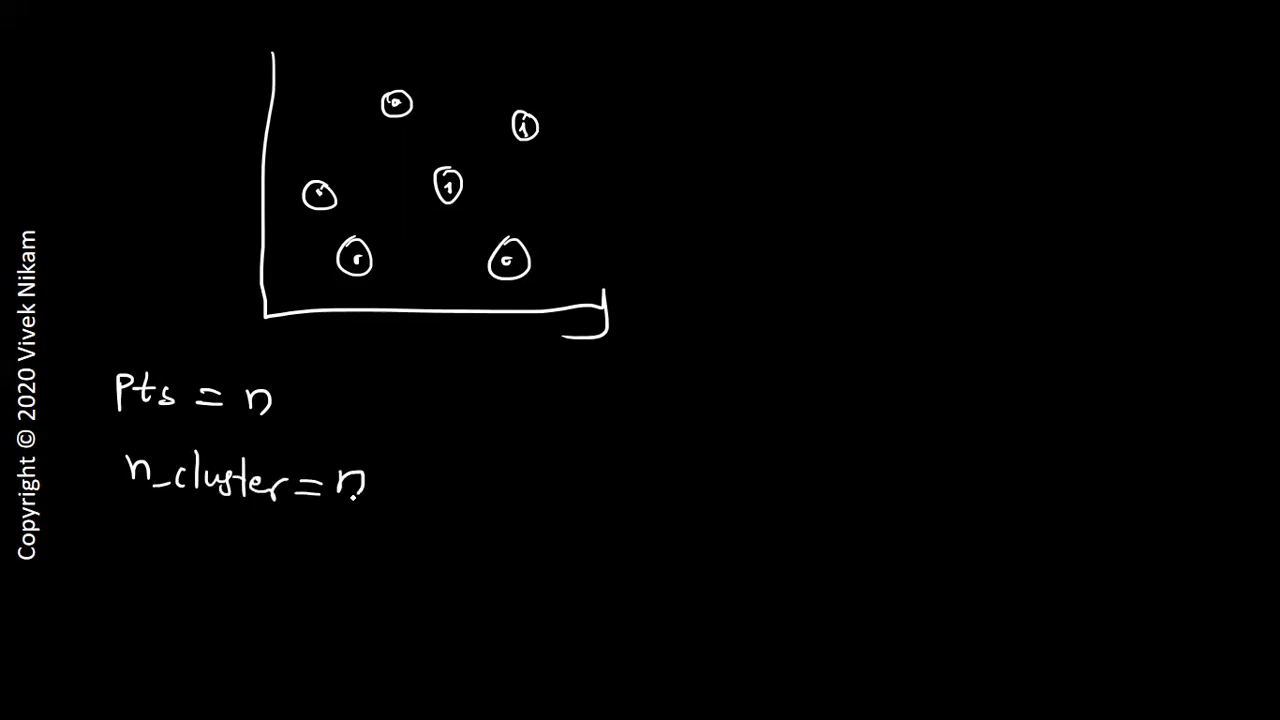 Pts = n
n_cluster = n
Copyright © 2020 Vivek Nikam